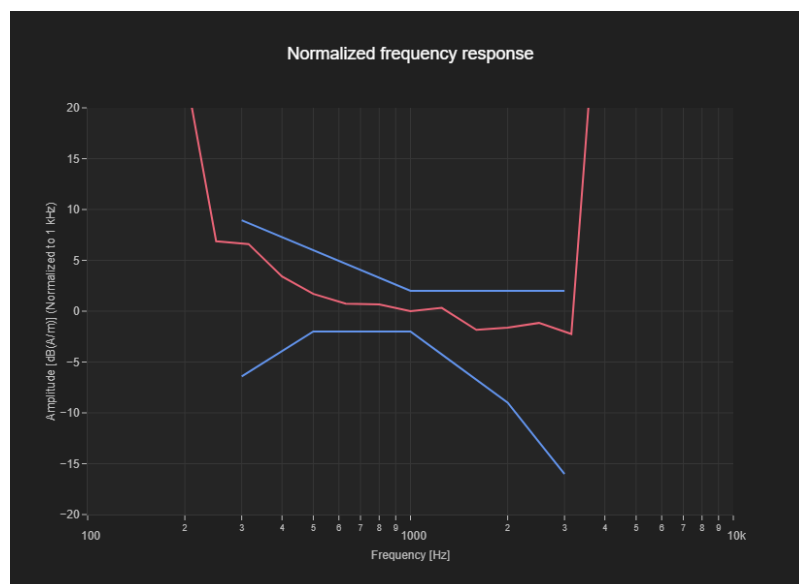 Normalized frequency response
Amplitude [dB(A/m)] (Normalized to 1 kHz)
20
15
10
5
0
−5
−10
−15
−20
100 2 3 4 5 6 7 8 9 1000 2 3 4 5 6 7 8 9 10k
Frequency [Hz]